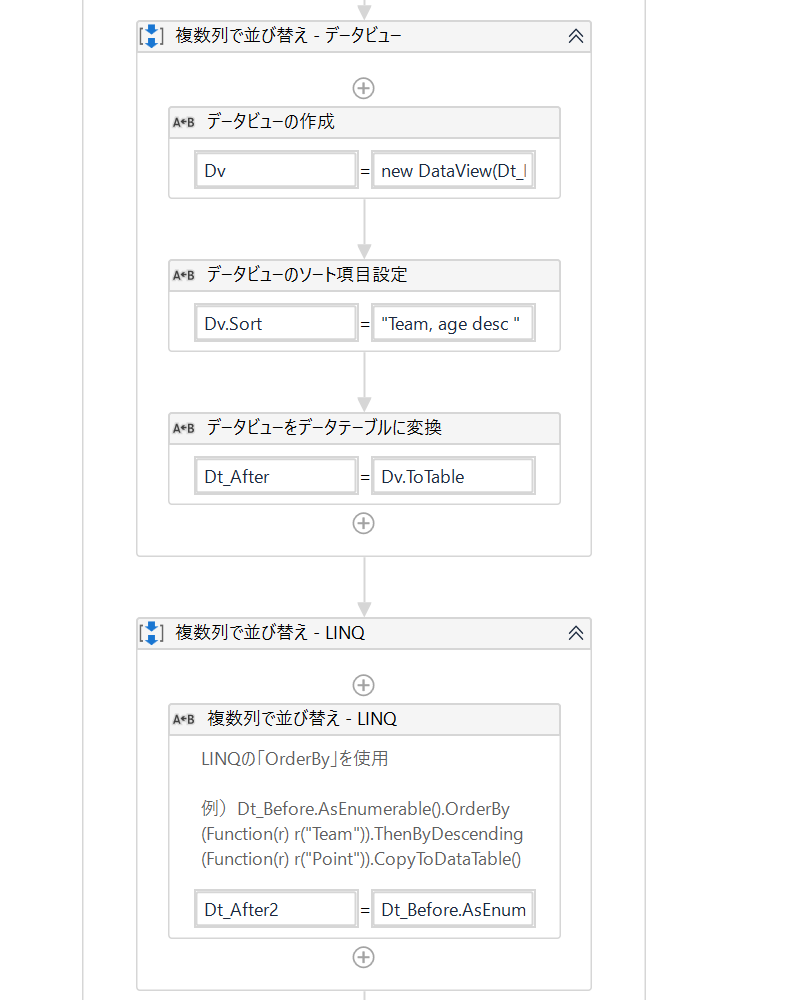 複数列で並び替え - データビュー
A←B データビューの作成
Dv = new DataView(Dt_
A←B データビューのソート項目設定
Dv.Sort = "Team, age desc "
A←B データビューをデータテーブルに変換
Dt_After = Dv.ToTable
複数列で並び替え - LINQ
A←B 複数列で並び替え - LINQ
LINQの「OrderBy」を使用
例）Dt_Before.AsEnumerable().OrderBy
(Function(r) r("Team")).ThenByDescending
(Function(r) r("Point")).CopyToDataTable()
Dt_After2 = Dt_Before.AsEnum